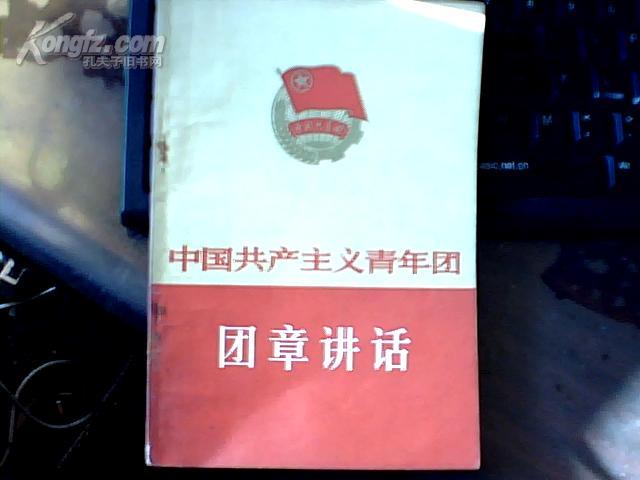 Kongfz.com
孔夫子旧书网
中国共产主义青年团
团章讲话
M